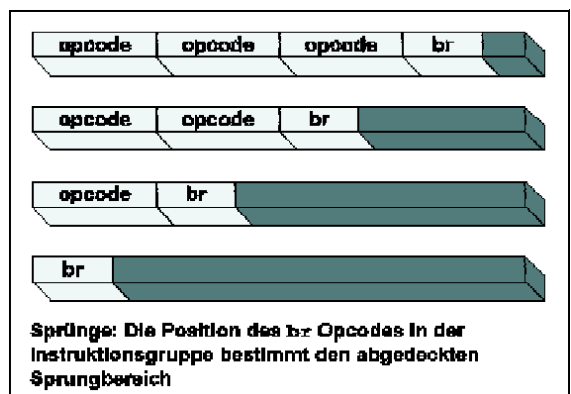 opcode opcode opcode br
opcode opcode br
opcode br
br
Sprünge: Die Position des br Opcodes in der
Instruktionsgruppe bestimmt den abgedeckten
Sprungbereich